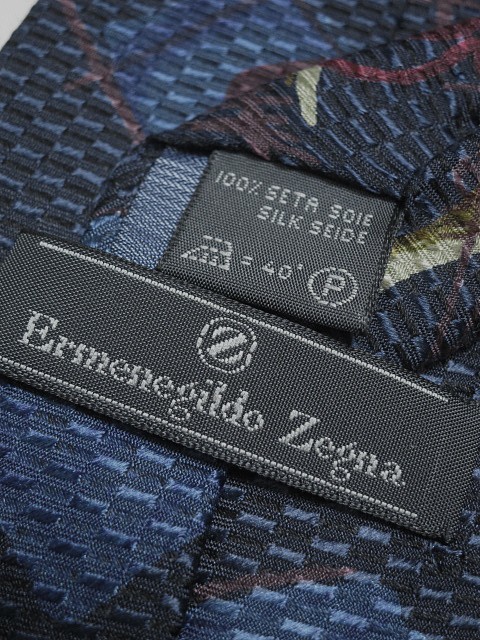 100% SETA SOIE
SILK SEIDE
= 40° P
Z
Ermenegildo Zegna